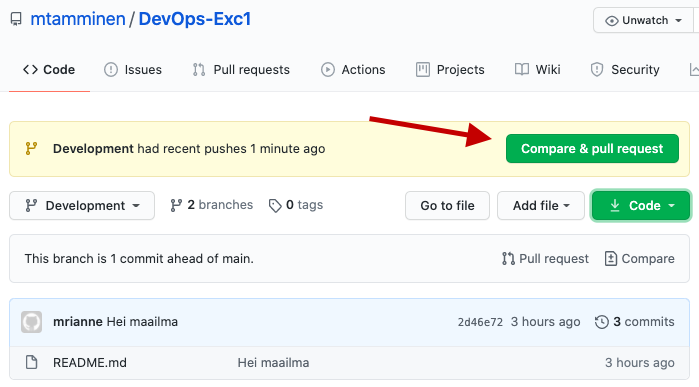 mtamminen / DevOps-Exc1
Unwatch
Code Issues Pull requests Actions Projects Wiki Security
Development had recent pushes 1 minute ago Compare & pull request
Development 2 branches 0 tags Go to file Add file Code
This branch is 1 commit ahead of main. Pull request Compare
mrianne Hei maailma 2d46e72 3 hours ago 3 commits
README.md Hei maailma 3 hours ago